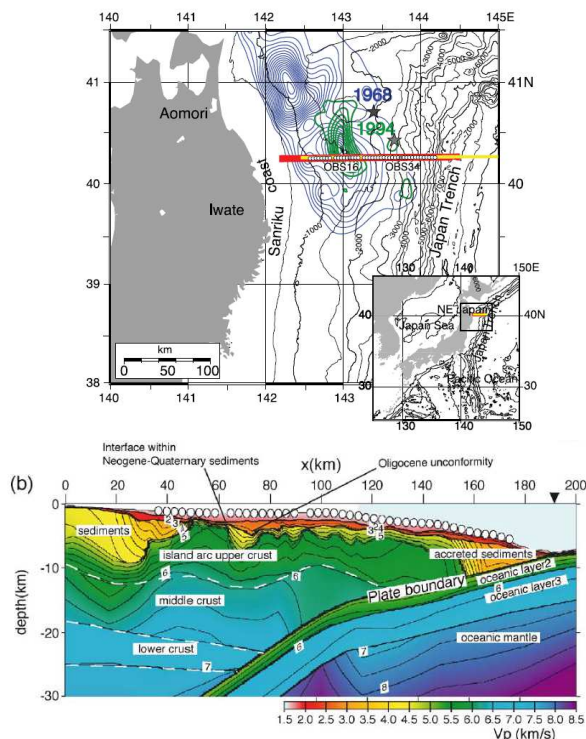 140 141 142 143 144 145E
41N
41
Aomori
1968
1994
OBS10 OBS34
40
40
Iwate
Sanriku coast
Japan Trench
39
km
0 50 100
38
140 141 142 143
130 140 150E
NE Japan
40N
Japan Sea
Japan Trench
30
Pacific Ocean
30
130 140 150
Interface within
Neogene-Quaternary sediments
Oligocene unconformity
x(km)
(b)
0 20 40 60 80 100 120 140 160 180 200
depth(km)
0
-10
-20
-30
sediments
island arc upper crust
accreted sediments
oceanic layer2
oceanic layer3
Plate boundary
middle crust
lower crust
oceanic mantle
1.5 2.0 2.5 3.0 3.5 4.0 4.5 5.0 5.5 6.0 6.5 7.0 7.5 8.0 8.5
Vp (km/s)